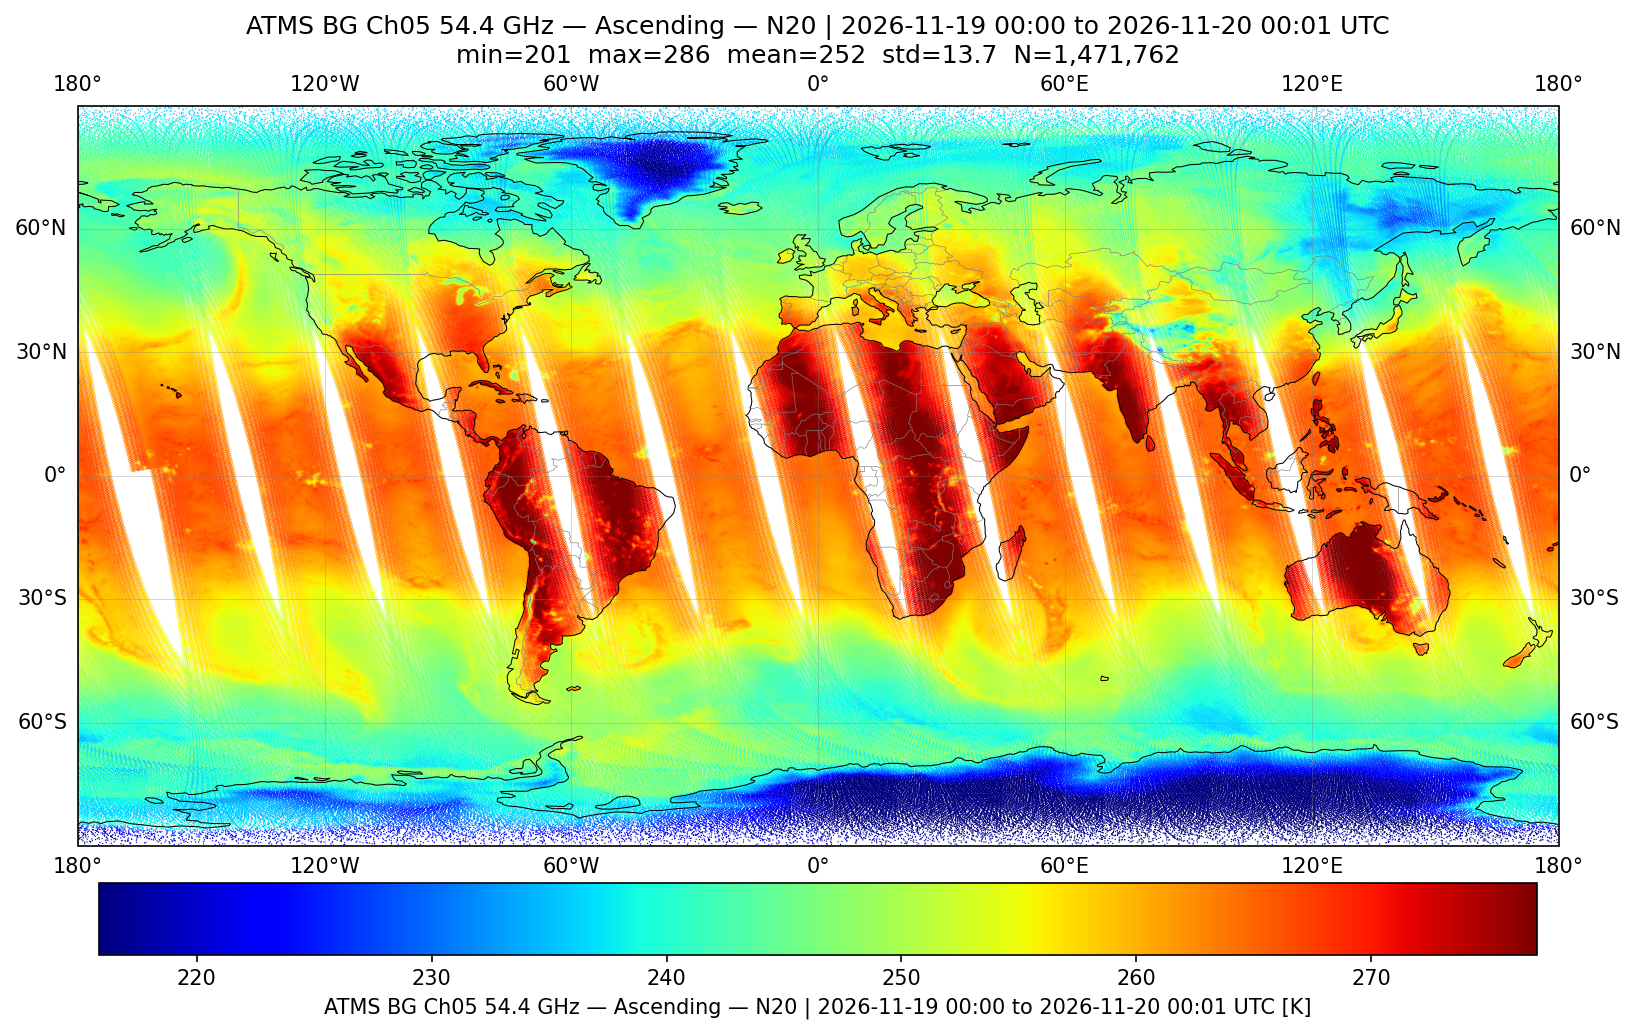 ATMS BG Ch05 54.4 GHz — Ascending — N20 | 2026-11-19 00:00 to 2026-11-20 00:01 UTC
min=201 max=286 mean=252 std=13.7 N=1,471,762
180° 120°W 60°W 0° 60°E 120°E 180°
60°N 60°N
30°N 30°N
0° 0°
30°S 30°S
60°S 60°S
180° 120°W 60°W 0° 60°E 120°E 180°
220 230 240 250 260 270
ATMS BG Ch05 54.4 GHz — Ascending — N20 | 2026-11-19 00:00 to 2026-11-20 00:01 UTC [K]